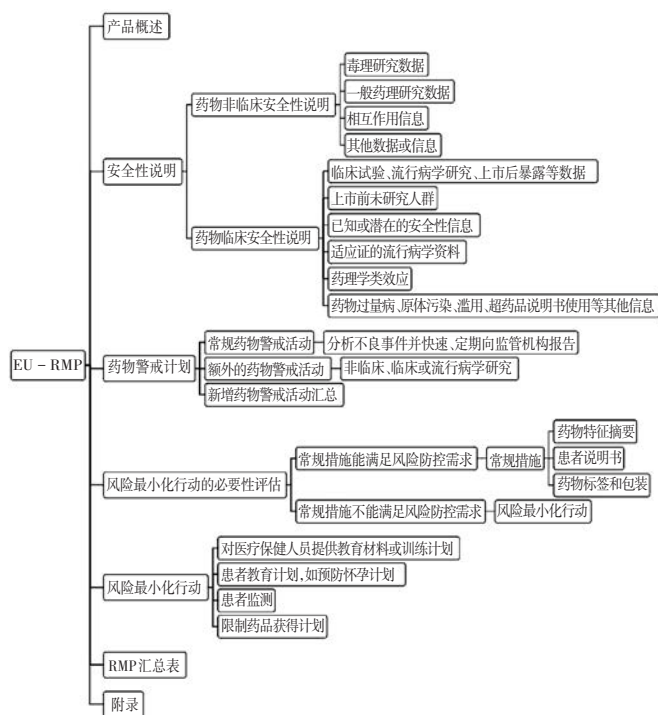 产品概述
毒理研究数据
药物非临床安全性说明
一般药理研究数据
相互作用信息
其他数据或信息
安全性说明
临床试验、流行病学研究、上市后暴露等数据
上市前未研究人群
药物临床安全性说明
已知或潜在的安全性信息
适应证的流行病学资料
药理学类效应
药物过量病、原体污染、滥用、超药品说明书使用等其他信息
EU－RMP
药物警戒计划
常规药物警戒活动
分析不良事件并快速、定期向监管机构报告
额外的药物警戒活动
非临床、临床或流行病学研究
新增药物警戒活动汇总
风险最小化行动的必要性评估
常规措施能满足风险防控需求
常规措施
药物特征摘要
患者说明书
药物标签和包装
常规措施不能满足风险防控需求
风险最小化行动
风险最小化行动
对医疗保健人员提供教育材料或训练计划
患者教育计划,如预防怀孕计划
患者监测
限制药品获得计划
RMP汇总表
附录